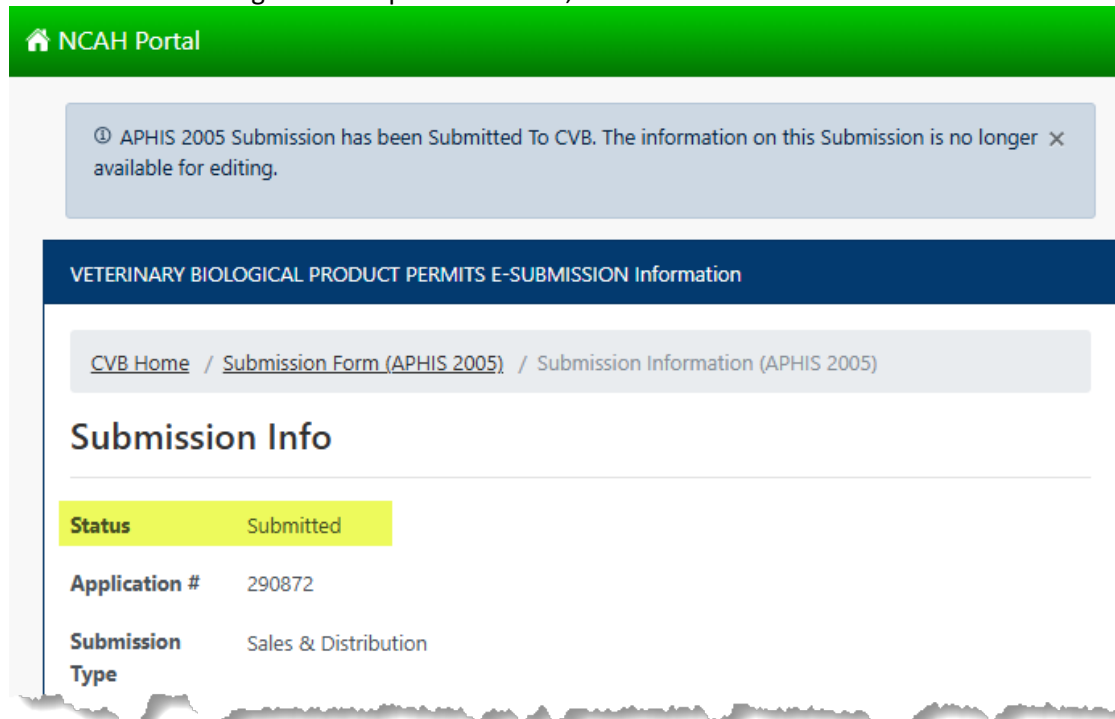 NCAH Portal
① APHIS 2005 Submission has been Submitted To CVB. The information on this Submission is no longer ×
available for editing.
VETERINARY BIOLOGICAL PRODUCT PERMITS E-SUBMISSION Information
CVB Home / Submission Form (APHIS 2005) / Submission Information (APHIS 2005)
Submission Info
Status Submitted
Application # 290872
Submission Sales & Distribution
Type